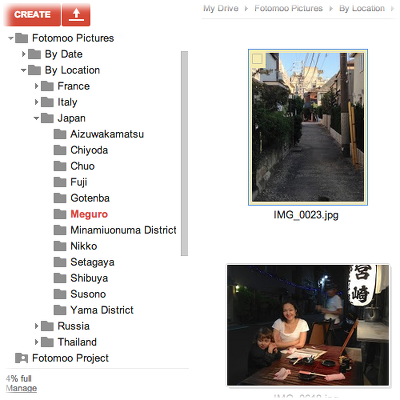 CREATE
Fotomoo Pictures
By Date
By Location
France
Italy
Japan
Aizuwakamatsu
Chiyoda
Chuo
Fuji
Gotenba
Meguro
Minamiuonuma District
Nikko
Setagaya
Shibuya
Susono
Yama District
Russia
Thailand
Fotomoo Project
4% full
Manage
My Drive Fotomoo Pictures By Location
IMG_0023.jpg
宮崎